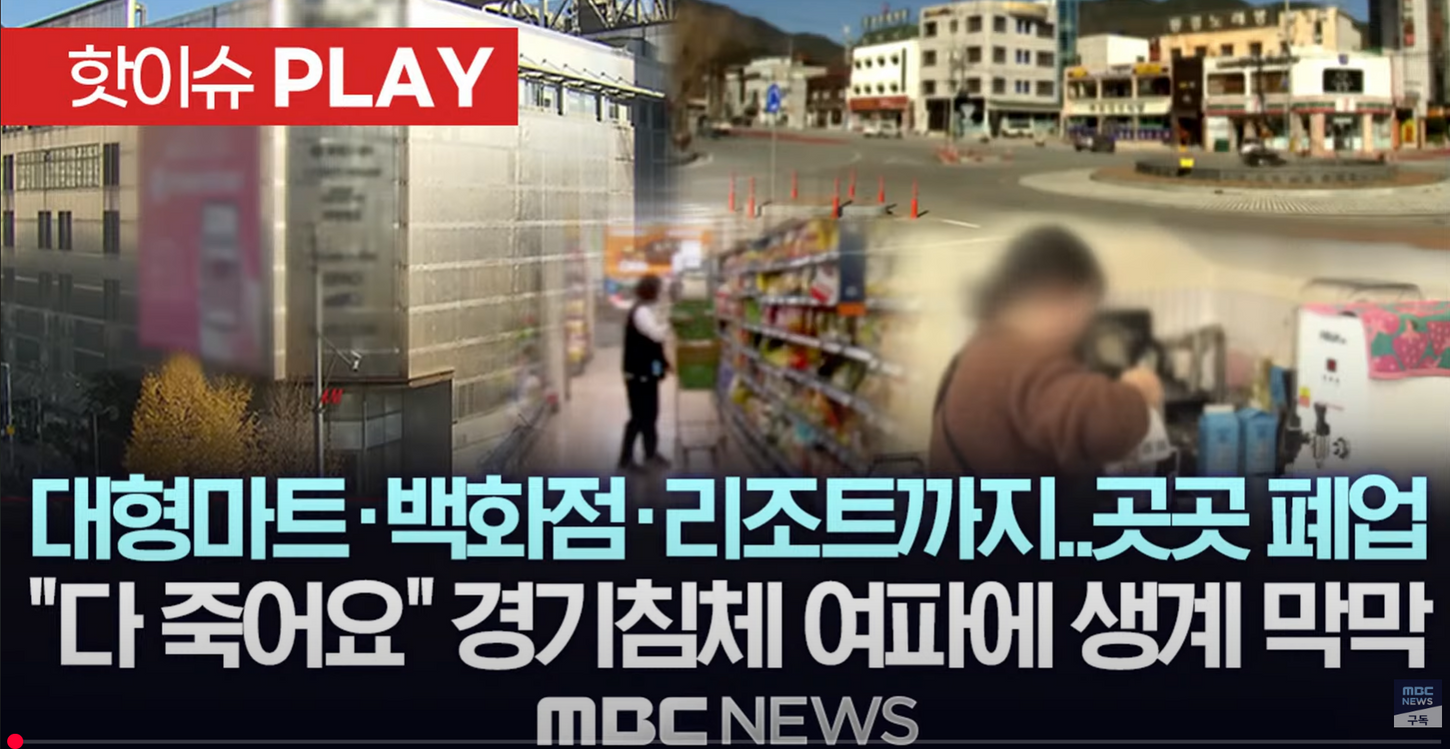 핫이슈 PLAY
대형마트·백화점·리조트까지..곳곳 폐업
"다 죽어요" 경기침체 여파에 생계 막막
MBC NEWS
MBC
NEWS
구독
H&M